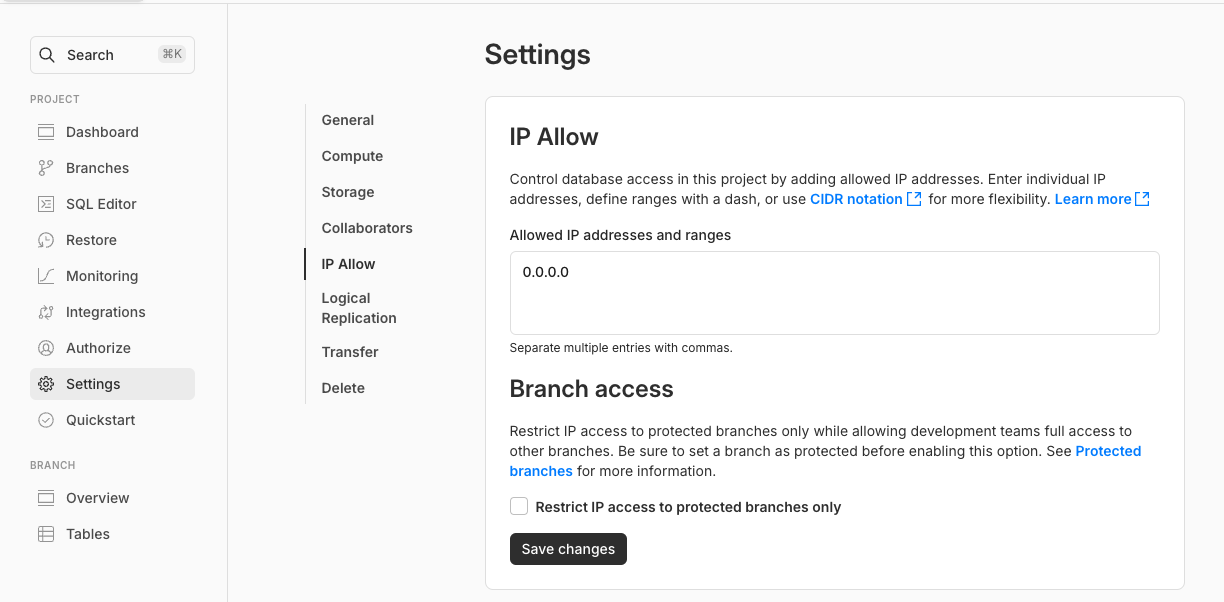 Search ⌘K
PROJECT
Dashboard
Branches
SQL Editor
Restore
Monitoring
Integrations
Authorize
Settings
Quickstart
BRANCH
Overview
Tables
Settings
General
Compute
Storage
Collaborators
IP Allow
Logical
Replication
Transfer
Delete
IP Allow
Control database access in this project by adding allowed IP addresses. Enter individual IP
addresses, define ranges with a dash, or use CIDR notation for more flexibility. Learn more
Allowed IP addresses and ranges
0.0.0.0
Separate multiple entries with commas.
Branch access
Restrict IP access to protected branches only while allowing development teams full access to
other branches. Be sure to set a branch as protected before enabling this option. See Protected
branches for more information.
Restrict IP access to protected branches only
Save changes